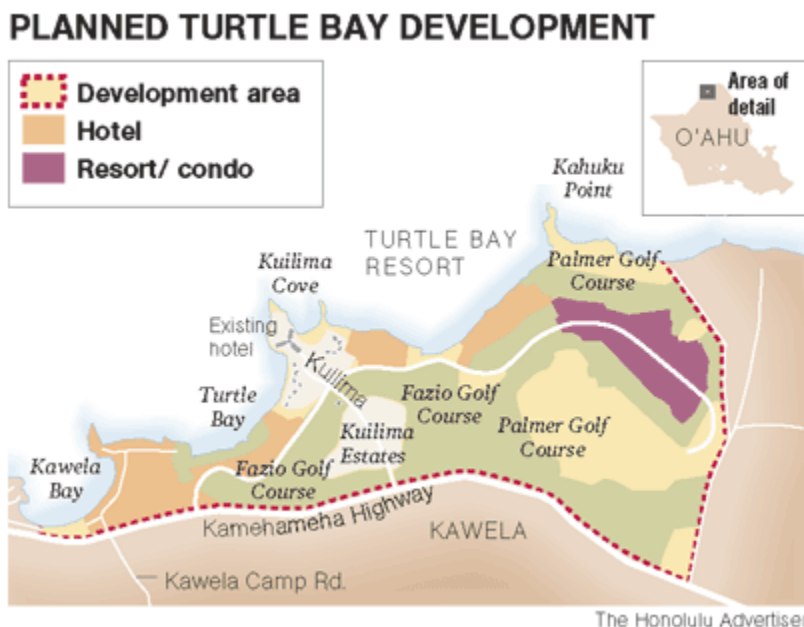 PLANNED TURTLE BAY DEVELOPMENT
Development area
Hotel
Resort/ condo
Area of
detail
O'AHU
Kahuku
Point
TURTLE BAY
RESORT
Kuilima
Cove
Palmer Golf
Course
Existing
hotel
Kuilima
Turtle
Bay
Fazio Golf
Course
Palmer Golf
Course
Kuilima
Estates
Kawela
Bay
Fazio Golf
Course
Kamehameha Highway
KAWELA
Kawela Camp Rd.
The Honolulu Advertiser